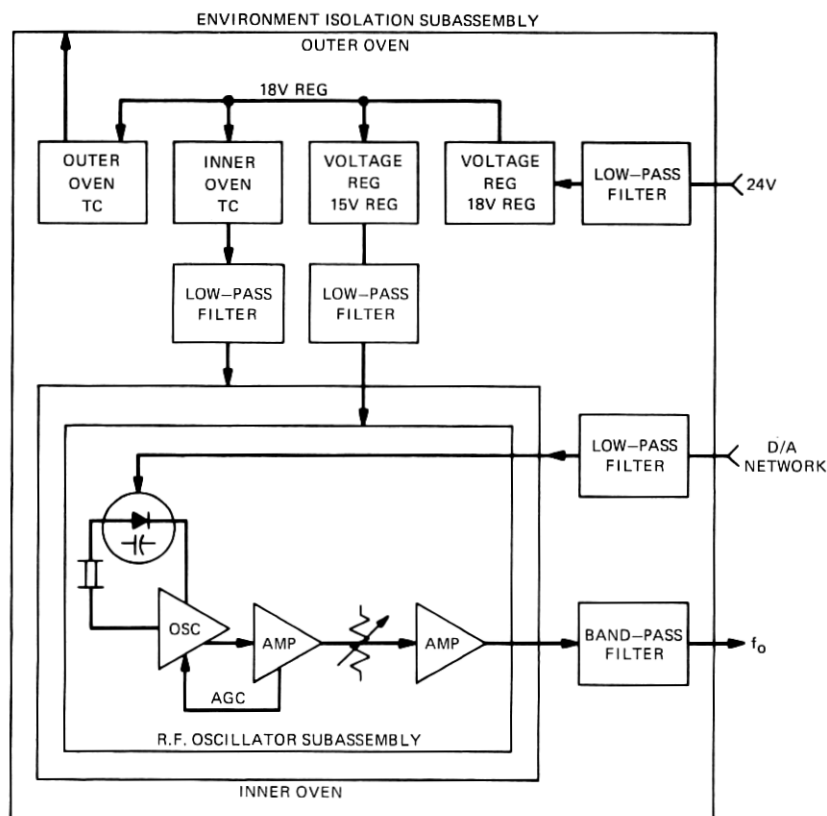 ENVIRONMENT ISOLATION SUBASSEMBLY
OUTER OVEN
18V REG
OUTER
OVEN
TC
INNER
OVEN
TC
VOLTAGE
REG
15V REG
VOLTAGE
REG
18V REG
LOW–PASS
FILTER
24V
LOW–PASS
FILTER
LOW–PASS
FILTER
LOW–PASS
FILTER
D/A
NETWORK
OSC
AMP
AMP
BAND–PASS
FILTER
fo
AGC
R.F. OSCILLATOR SUBASSEMBLY
INNER OVEN